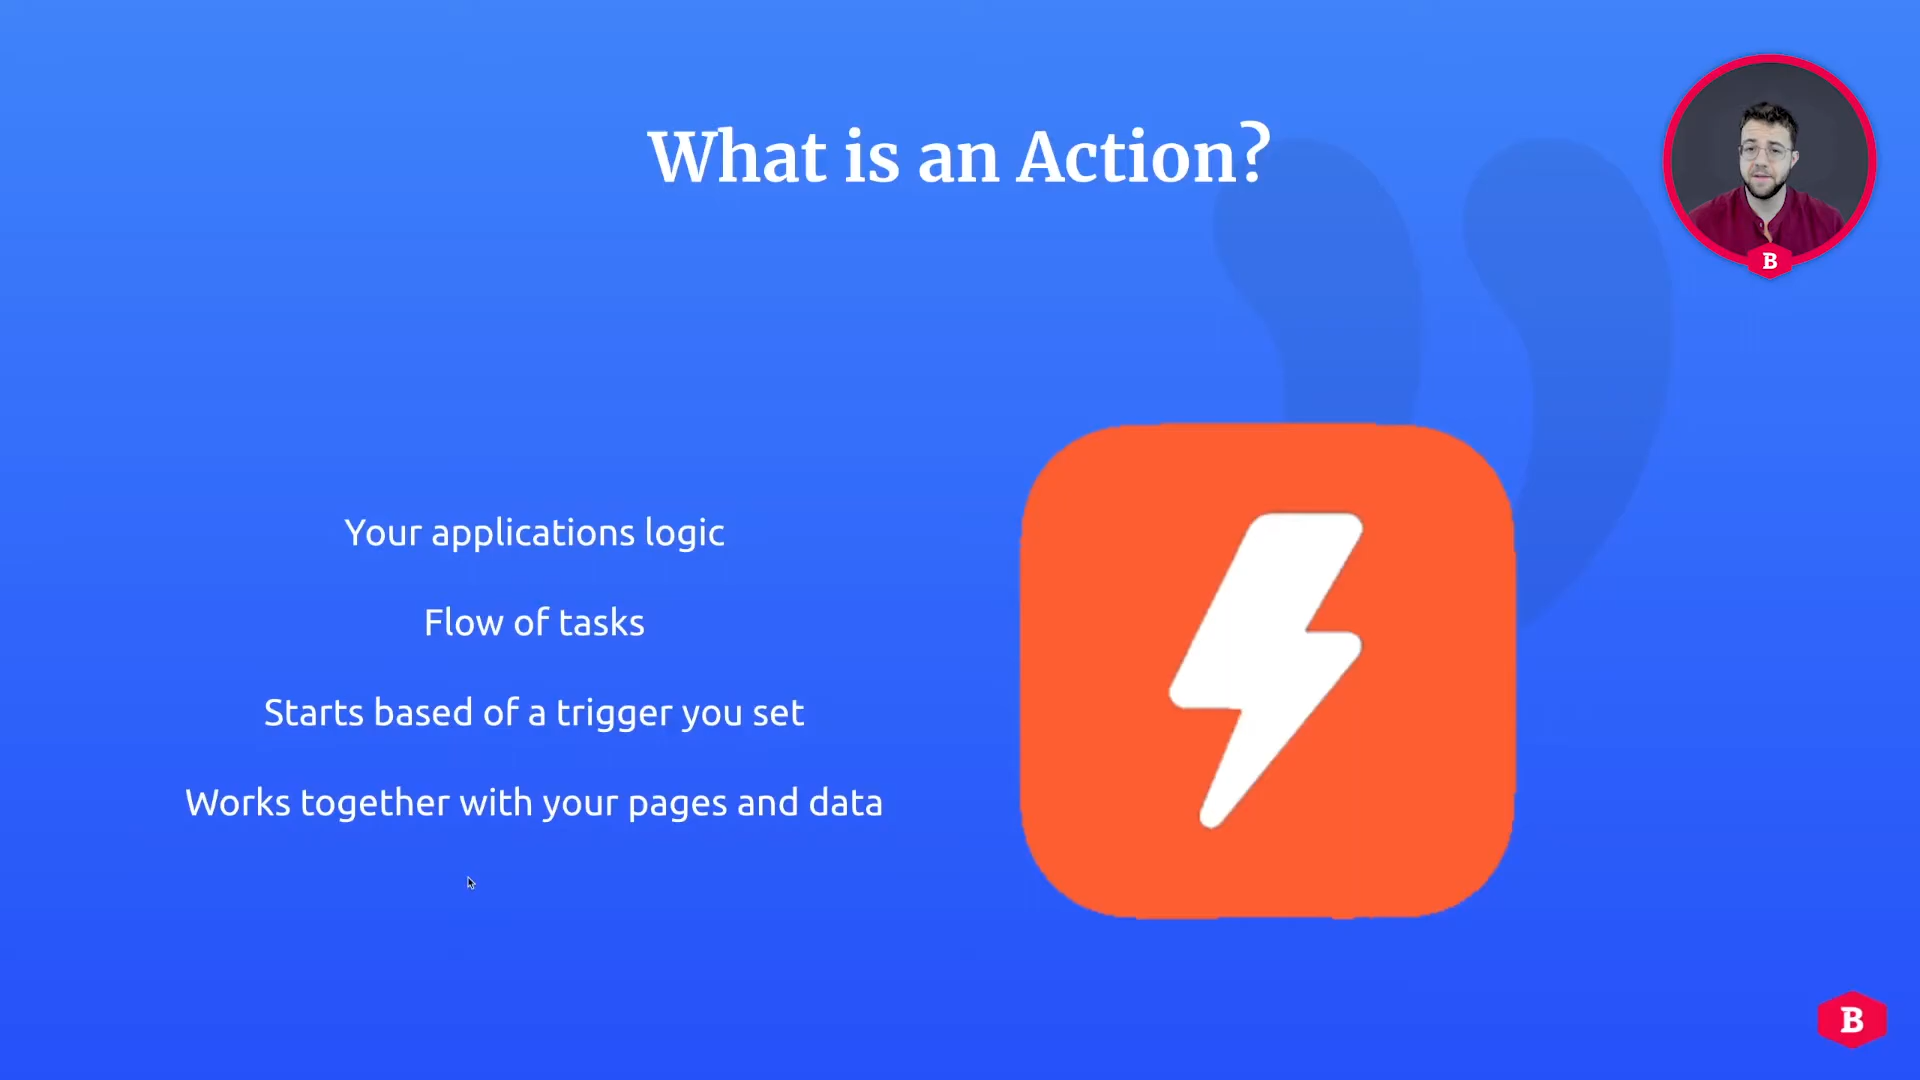 What is an Action?
B
Your applications logic
Flow of tasks
Starts based of a trigger you set
Works together with your pages and data
B